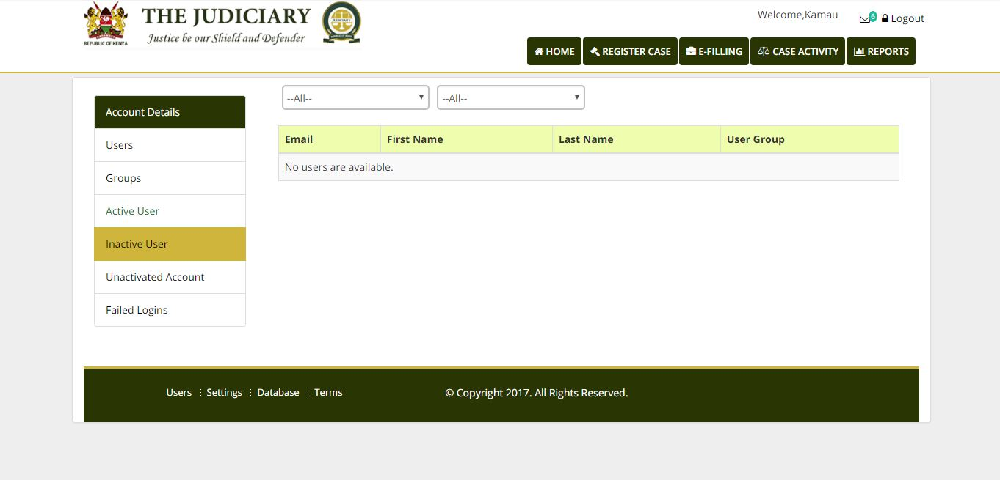 THE JUDICIARY
Justice be our Shield and Defender
REPUBLIC OF KENYA
Welcome,Kamau
6
Logout
HOME
REGISTER CASE
E-FILLING
CASE ACTIVITY
REPORTS
Account Details
Users
Groups
Active User
Inactive User
Unactivated Account
Failed Logins
--All--
--All--
Email First Name Last Name User Group
No users are available.
Users Settings Database Terms
© Copyright 2017. All Rights Reserved.